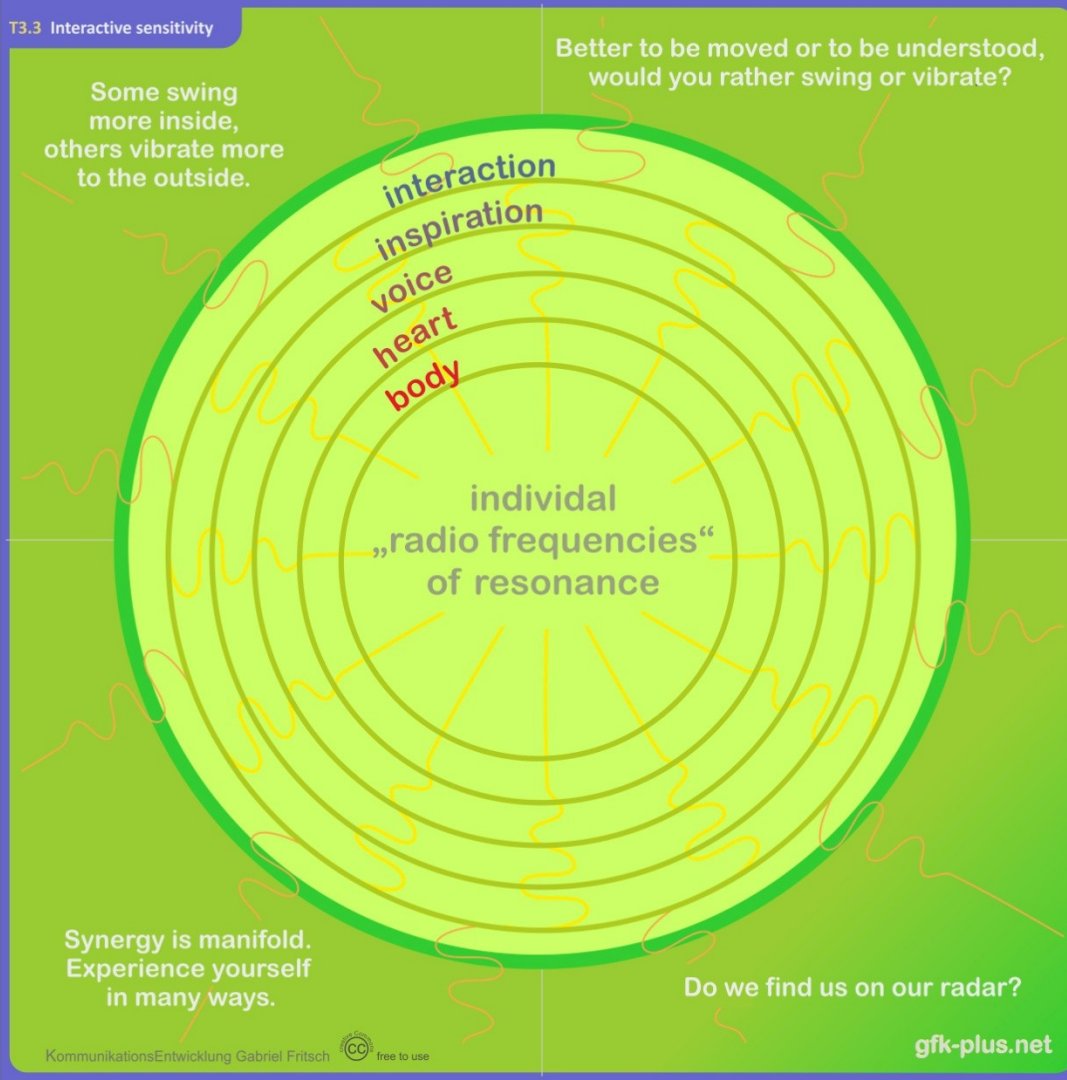 T3.3 Interactive sensitivity
Better to be moved or to be understood,
would you rather swing or vibrate?
Some swing
more inside,
others vibrate more
to the outside.
interaction
inspiration
voice
heart
body
individal
„radio frequencies“
of resonance
Synergy is manifold.
Experience yourself
in many ways.
Do we find us on our radar?
KommunikationsEntwicklung Gabriel Fritsch
Creative Commons
CC
free to use
gfk-plus.net